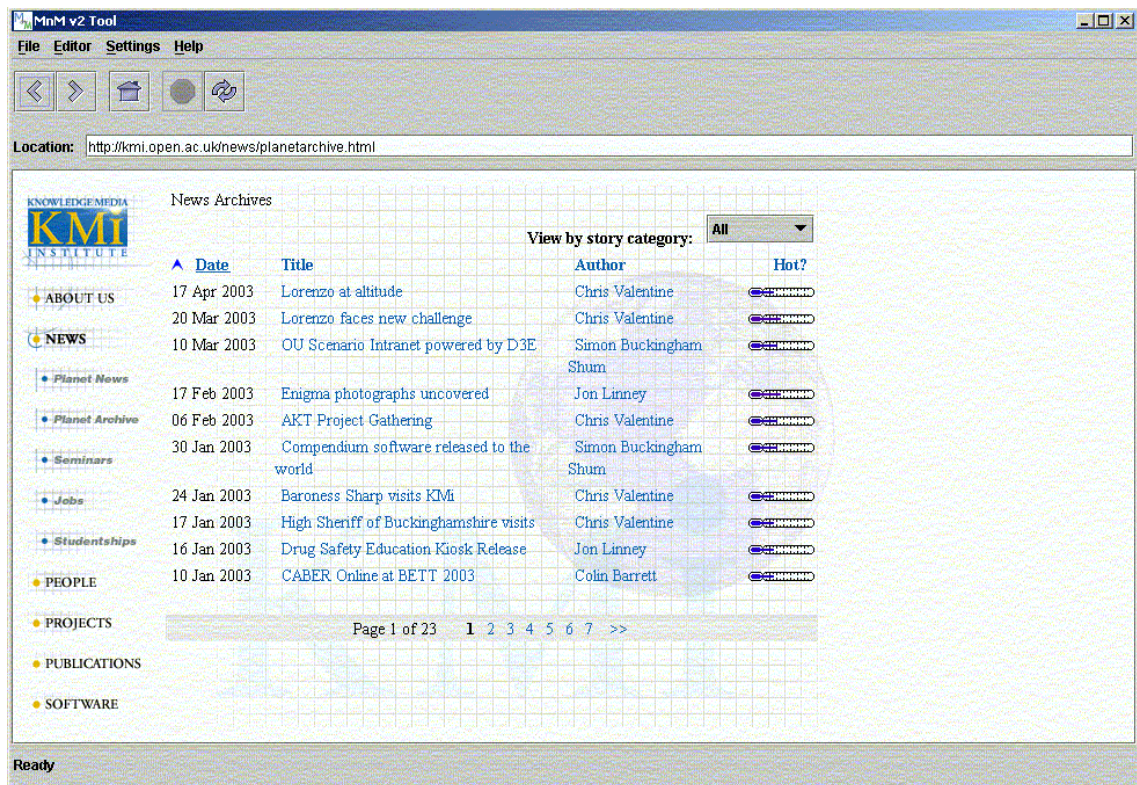 MnM v2 Tool
File Editor Settings Help
Location: http://kmi.open.ac.uk/news/planetarchive.html
KNOWLEDGE MEDIA
KMi
INSTITUTE
News Archives
View by story category: All
Date Title Author Hot?
17 Apr 2003 Lorenzo at altitude Chris Valentine
20 Mar 2003 Lorenzo faces new challenge Chris Valentine
10 Mar 2003 OU Scenario Intranet powered by D3E Simon Buckingham
Shum
17 Feb 2003 Enigma photographs uncovered Jon Linney
06 Feb 2003 AKT Project Gathering Chris Valentine
30 Jan 2003 Compendium software released to the Simon Buckingham
world Shum
24 Jan 2003 Baroness Sharp visits KMi Chris Valentine
17 Jan 2003 High Sheriff of Buckinghamshire visits Chris Valentine
16 Jan 2003 Drug Safety Education Kiosk Release Jon Linney
10 Jan 2003 CABER Online at BETT 2003 Colin Barrett
Page 1 of 23 1 2 3 4 5 6 7 >>
ABOUT US
NEWS
Planet News
Planet Archive
Seminars
Jobs
Studentships
PEOPLE
PROJECTS
PUBLICATIONS
SOFTWARE
Ready